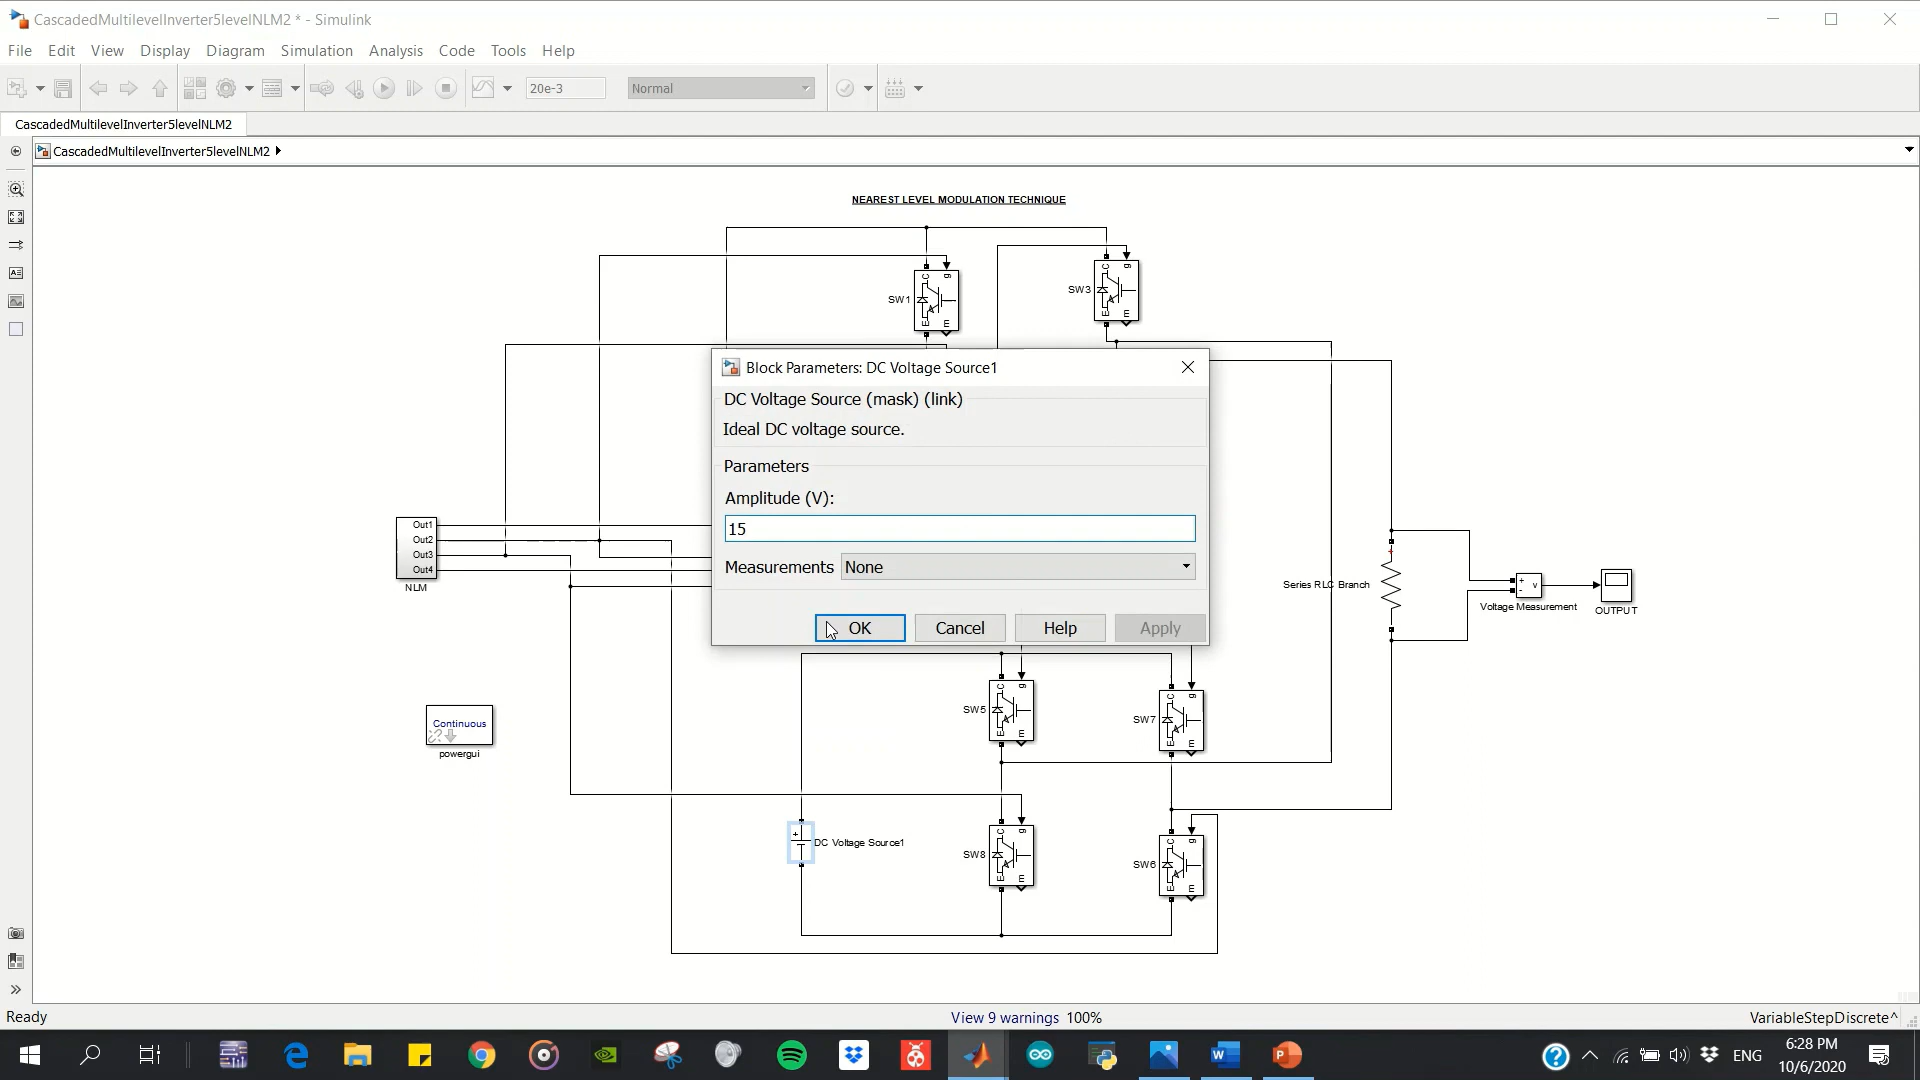 CascadedMultilevelInverter5levelNLM2 * - Simulink
File Edit View Display Diagram Simulation Analysis Code Tools Help
20e-3 Normal
CascadedMultilevelInverter5levelNLM2
CascadedMultilevelInverter5levelNLM2
NEAREST LEVEL MODULATION TECHNIQUE
C g
SW1
E m
C g
SW3
E m
Block Parameters: DC Voltage Source1
DC Voltage Source (mask) (link)
Ideal DC voltage source.
Parameters
Amplitude (V):
15
Measurements None
OK Cancel Help Apply
Out1
Out2
Out3
Out4
NLM
Series RLC Branch
+
+ v
-
Voltage Measurement
OUTPUT
C g
SW5
E m
C g
SW7
E m
Continuous
powergui
+
DC Voltage Source1
C g
SW8
E m
C g
SW6
E m
Ready View 9 warnings 100% VariableStepDiscrete^
ENG
6:28 PM
10/6/2020